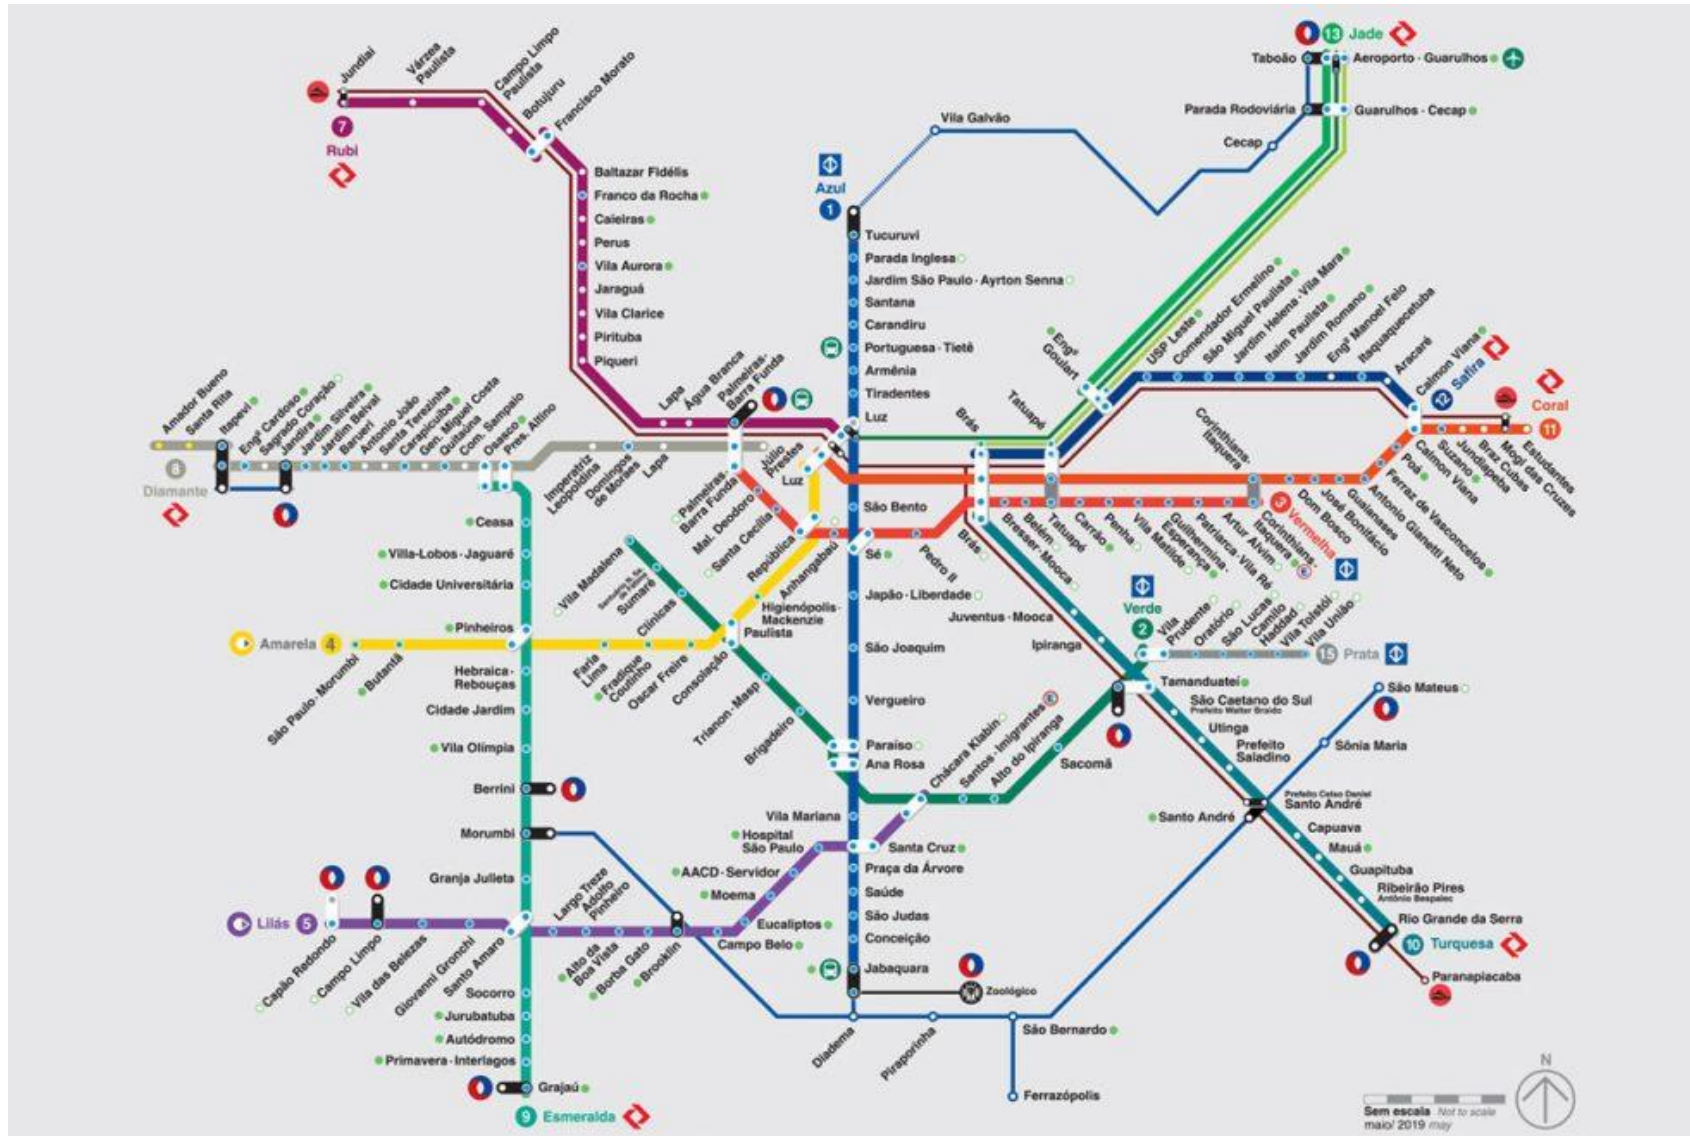 Jundiaí
Várzea
Paulista
Campo Limpo
Paulista
Botujuru
Francisco Morato
7
Rubi
Baltazar Fidélis
Franco da Rocha
Caieiras
Perus
Vila Aurora
Jaraguá
Vila Clarice
Pirituba
Piqueri
Lapa
Água Branca
Palmeiras-
Barra Funda
Azul
1
Vila Galvão
Tucuruvi
Parada Inglesa
Jardim São Paulo - Ayrton Senna
Santana
Carandiru
Portuguesa - Tietê
Armênia
Tiradentes
Luz
13 Jade
Taboão
Aeroporto - Guarulhos
Parada Rodoviária
Guarulhos - Cecap
Cecap
Engº
Goulart
USP Leste
Comendador Ermelino
São Miguel Paulista
Jardim Helena - Vila Mara
Itaim Paulista
Jardim Romano
Engº Manoel Feio
Itaquaquecetuba
Aracaré
Calmon Viana
12 Safira
Coral
11
Brás
Tatuapé
Corinthians-
Itaquera
Amador Bueno
Santa Rita
Itapevi
Engº Cardoso
Sagrado Coração
Jandira
Jardim Silveira
Jardim Belval
Barueri
Antonio João
Santa Terezinha
Carapicuíba
Gen. Miguel Costa
Quitaúna
Com. Sampaio
Osasco
Pres. Altino
8
Diamante
Imperatriz
Leopoldina
Domingos
de Moraes
Lapa
Palmeiras-
Barra Funda
Júlio
Prestes
Luz
Mal. Deodoro
Santa Cecília
República
Anhangabaú
São Bento
Sé
Pedro II
Brás
Bresser - Mooca
Belém
Tatuapé
Carrão
Penha
Vila Matilde
Guilhermina-
Esperança
Patriarca - Vila Ré
Artur Alvim
Corinthians-
Itaquera
3 Vermelha
Dom Bosco
José Bonifácio
Guaianases
Antonio Gianetti Neto
Ferraz de Vasconcelos
Poá
Calmon Viana
Suzano
Jundiapeba
Braz Cubas
Mogi das Cruzes
Estudantes
Ceasa
Villa-Lobos - Jaguaré
Cidade Universitária
Pinheiros
Hebraica -
Rebouças
Cidade Jardim
Vila Olímpia
Berrini
Morumbi
Granja Julieta
Amarela 4
São Paulo - Morumbi
Butantã
Faria
Lima
Fradique
Coutinho
Oscar Freire
Paulista
Higienópolis-
Mackenzie
Vila Madalena
Santuário N. Sa.
de Fátima
Sumaré
Clínicas
Consolação
Trianon - Masp
Brigadeiro
Paraíso
Ana Rosa
Japão - Liberdade
São Joaquim
Vergueiro
Vila Mariana
Juventus - Mooca
Ipiranga
Verde
2
Vila
Prudente
Oratório
São Lucas
Camilo
Haddad
Vila Tolstói
Vila União
15 Prata
Tamanduateí
Chácara Klabin
Santos - Imigrantes
Alto do Ipiranga
Sacomã
São Caetano do Sul
Prefeito Walter Braido
Utinga
Prefeito
Saladino
Prefeito Celso Daniel
Santo André
Santo André
Capuava
Mauá
Guapituba
Ribeirão Pires
Antônio Bespalec
Rio Grande da Serra
10 Turquesa
Paranapiacaba
São Mateus
Sônia Maria
Lilás 5
Capão Redondo
Campo Limpo
Vila das Belezas
Giovanni Gronchi
Santo Amaro
Largo Treze
Adolfo
Pinheiro
Alto da
Boa Vista
Borba Gato
Brooklin
Campo Belo
Eucaliptos
Moema
AACD - Servidor
Hospital
São Paulo
Santa Cruz
Praça da Árvore
Saúde
São Judas
Conceição
Jabaquara
Zoológico
Socorro
Jurubatuba
Autódromo
Primavera - Interlagos
Grajaú
9 Esmeralda
Diadema
Piraporinha
São Bernardo
Ferrazópolis
N
Sem escala Not to scale
maio/ 2019 may